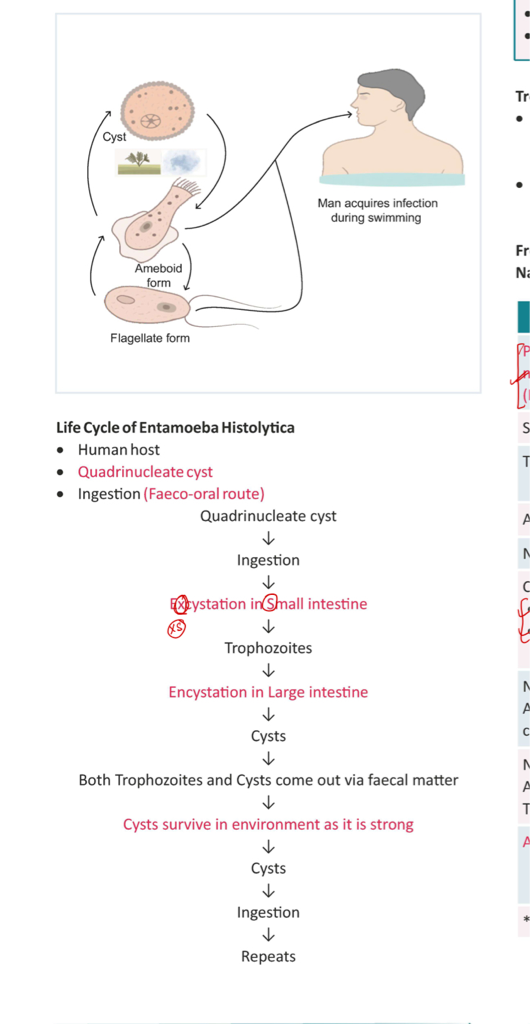 Cyst
Ameboid
form
Flagellate form
Man acquires infection
during swimming
Life Cycle of Entamoeba Histolytica
• Human host
• Quadrinucleate cyst
• Ingestion (Faeco-oral route)
Quadrinucleate cyst
↓
Ingestion
↓
Excystation in Small intestine
XS
↓
Trophozoites
↓
Encystation in Large intestine
↓
Cysts
↓
Both Trophozoites and Cysts come out via faecal matter
↓
Cysts survive in environment as it is strong
↓
Cysts
↓
Ingestion
↓
Repeats
Tr
Fr
Na
P
(
S
T
A
N
C
N
A
c
N
A
T
A
*